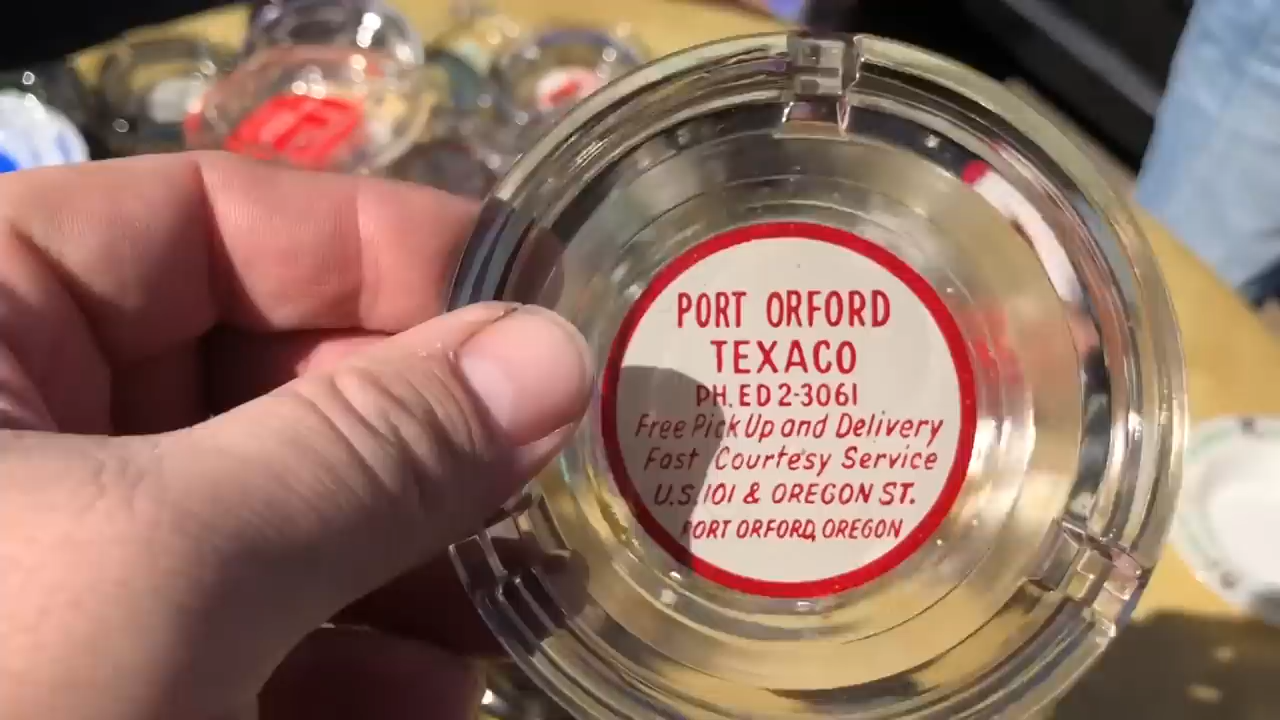 PORT ORFORD
TEXACO
PH. ED 2-3061
Free Pick Up and Delivery
Fast Courtesy Service
U.S. 101 & OREGON ST.
PORT ORFORD, OREGON